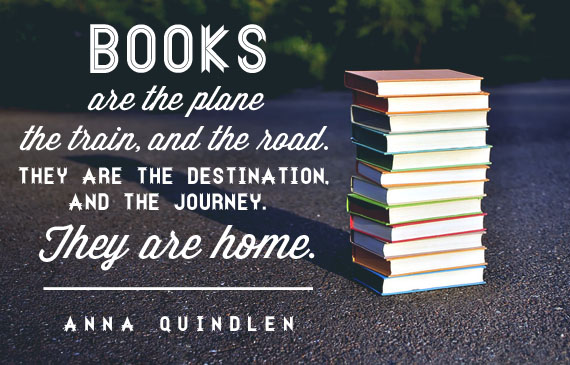 BOOKS
are the plane
the train, and the road.
THEY ARE THE DESTINATION,
AND THE JOURNEY.
They are home.
ANNA QUINDLEN